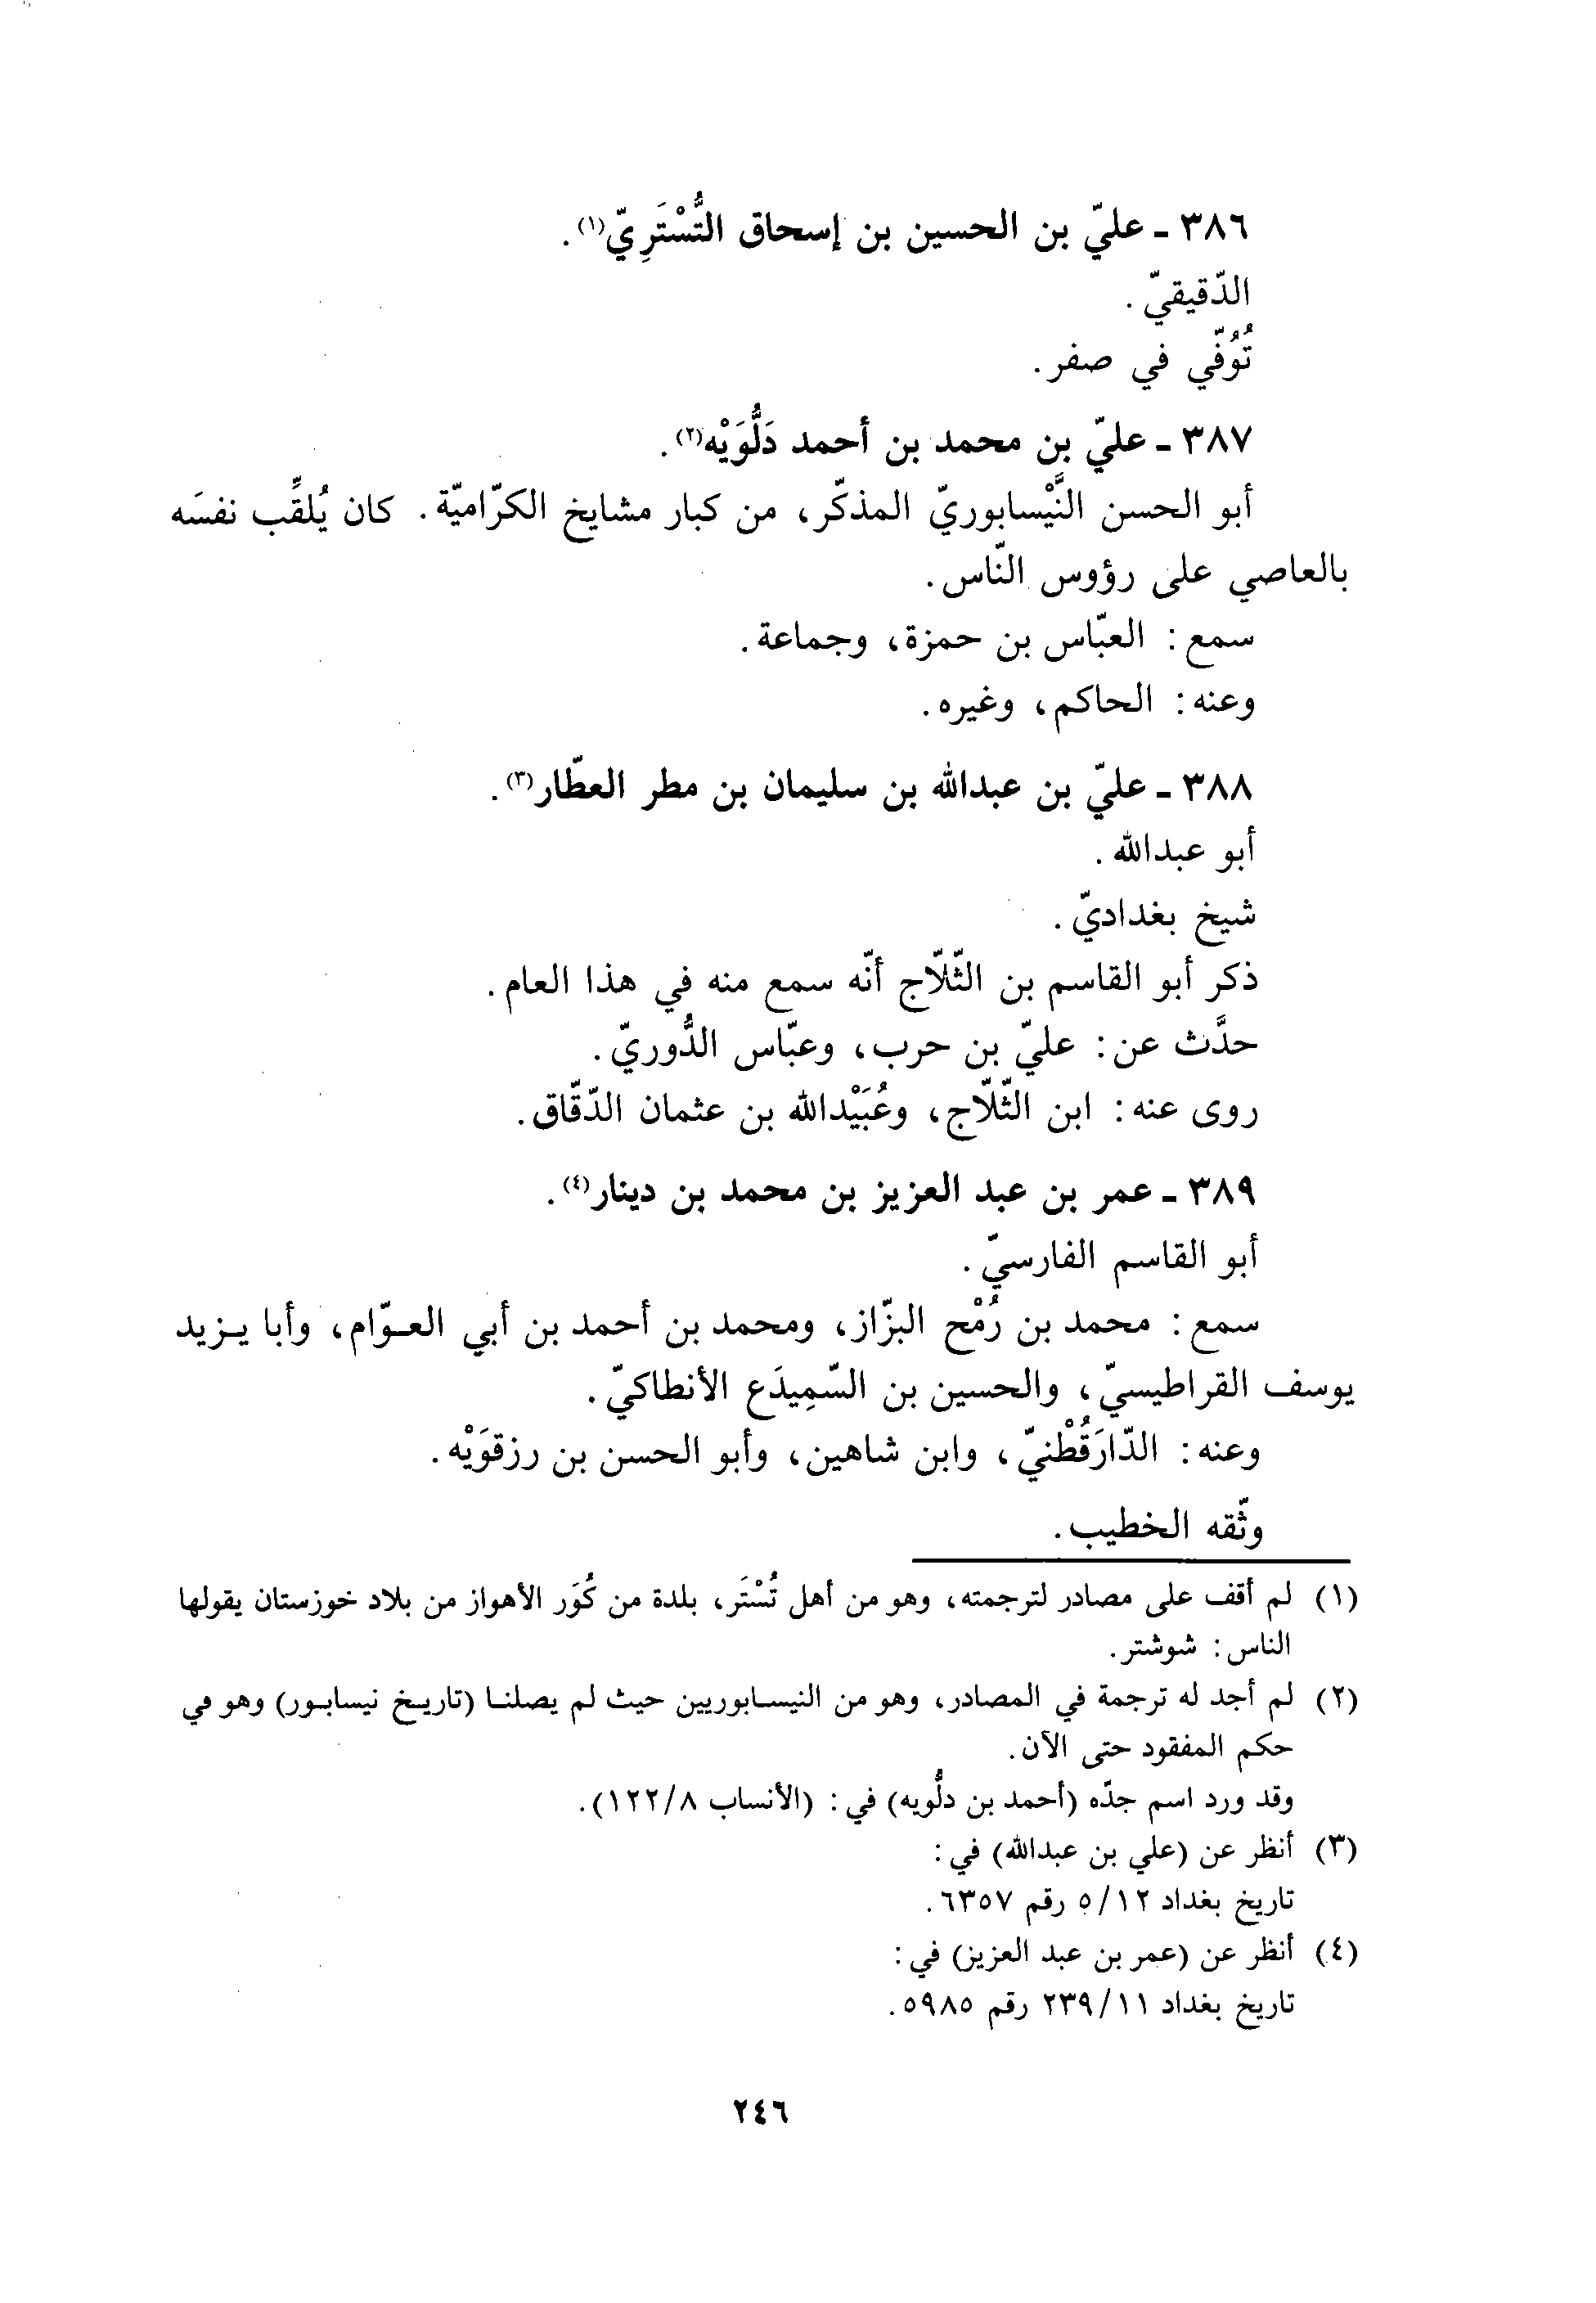 ٣٨٦ ـ عليّ بن الحسين بن إسحاق التُّسْتَرِيّ(١).
الدّقيقيّ.
تُوُفّي في صفر.
٣٨٧ ـ عليّ بن محمد بن أحمد دَلُّوَيْه(٢).
أبو الحسن النَّيْسابوريّ المذكّر، من كبار مشايخ الكرّاميّة. كان يُلقِّب نفسَه
بالعاصي على رؤوس النّاس.
سمع: العبّاس بن حمزة، وجماعة.
وعنه: الحاكم، وغيره.
٣٨٨ ـ عليّ بن عبدالله بن سليمان بن مطر العطّار(٣).
أبو عبدالله.
شيخ بغداديّ.
ذكر أبو القاسم بن الثّلّاج أنّه سمع منه في هذا العام.
حدَّث عن: عليّ بن حرب، وعبّاس الدُّوريّ.
روى عنه: ابن الثّلّاج، وعُبَيْدالله بن عثمان الدّقّاق.
٣٨٩ ـ عمر بن عبد العزيز بن محمد بن دينار(٤).
أبو القاسم الفارسيّ.
سمع: محمد بن رُمْح البزّاز، ومحمد بن أحمد بن أبي العـوّام، وأبا يـزيد
يوسف القراطيسيّ، والحسين بن السّمِيدَع الأنطاكيّ.
وعنه: الدّارَقُطْنيّ، وابن شاهين، وأبو الحسن بن رزقوَيْه.
وثّقه الخطيب.
(١) لم أقف على مصادر لترجمته، وهو من أهل تُسْتَر، بلدة من كُوَر الأهواز من بلاد خوزستان يقولها
الناس: شوشتر.
(٢) لم أجد له ترجمة في المصادر، وهو من النيسـابوريين حيث لم يصلنـا (تاريـخ نيسابـور) وهو في
حكم المفقود حتى الآن.
وقد ورد اسم جدّه (أحمد بن دلُّويه) في: (الأنساب ١٢٢/٨).
(٣) أنظر عن (علي بن عبدالله) في:
تاريخ بغداد ٥/١٢ رقم ٦٣٥٧.
(٤) أنظر عن (عمر بن عبد العزيز) في:
تاريخ بغداد ٢٣٩/١١ رقم ٥٩٨٥.
٢٤٦